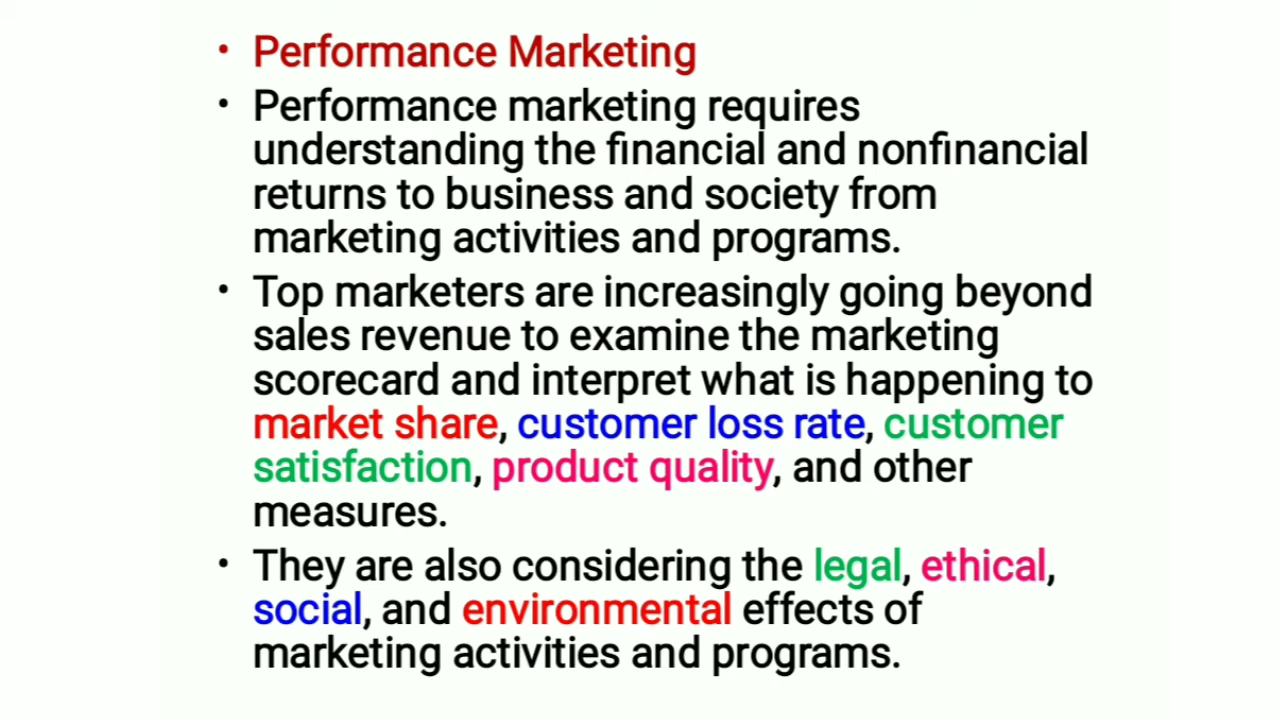 • Performance Marketing
• Performance marketing requires
understanding the financial and nonfinancial
returns to business and society from
marketing activities and programs.
• Top marketers are increasingly going beyond
sales revenue to examine the marketing
scorecard and interpret what is happening to
market share, customer loss rate, customer
satisfaction, product quality, and other
measures.
• They are also considering the legal, ethical,
social, and environmental effects of
marketing activities and programs.